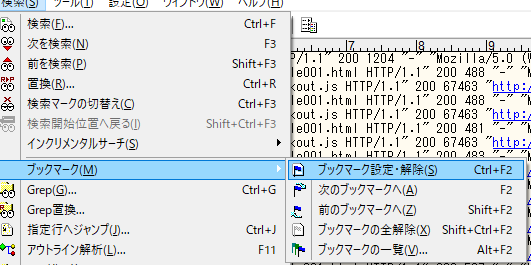 検索(S) ツール(T) 設定(O) ウィンドウ(W) ヘルプ(H)
検索(F)... Ctrl+F
次を検索(N) F3
前を検索(P) Shift+F3
置換(R)... Ctrl+R
検索マークの切替え(C) Ctrl+F3
検索開始位置へ戻る(I) Shift+Ctrl+F3
インクリメンタルサーチ(S)
ブックマーク(M)
Grep(G)... Ctrl+G
Grep置換...
指定行へジャンプ(J)... Ctrl+J
アウトライン解析(L)... F11
ブックマーク設定・解除(S) Ctrl+F2
次のブックマークへ(A) F2
前のブックマークへ(Z) Shift+F2
ブックマークの全解除(X) Shift+Ctrl+F2
ブックマークの一覧(V)... Alt+F2
7 8 9
P/1.1" 200 1204 "-" "Mozilla/5.0 (W
le001.html HTTP/1.1" 200 488 "-" "M
out.js HTTP/1.1" 200 67463 "http:/
le001.html HTTP/1.1" 200 488 "-" "M
out.js HTTP/1.1" 200 67463 "http:/
le001.html HTTP/1.1" 200 481 "-" "M
kout.js HTTP/1.1" 200 67463 "http:/